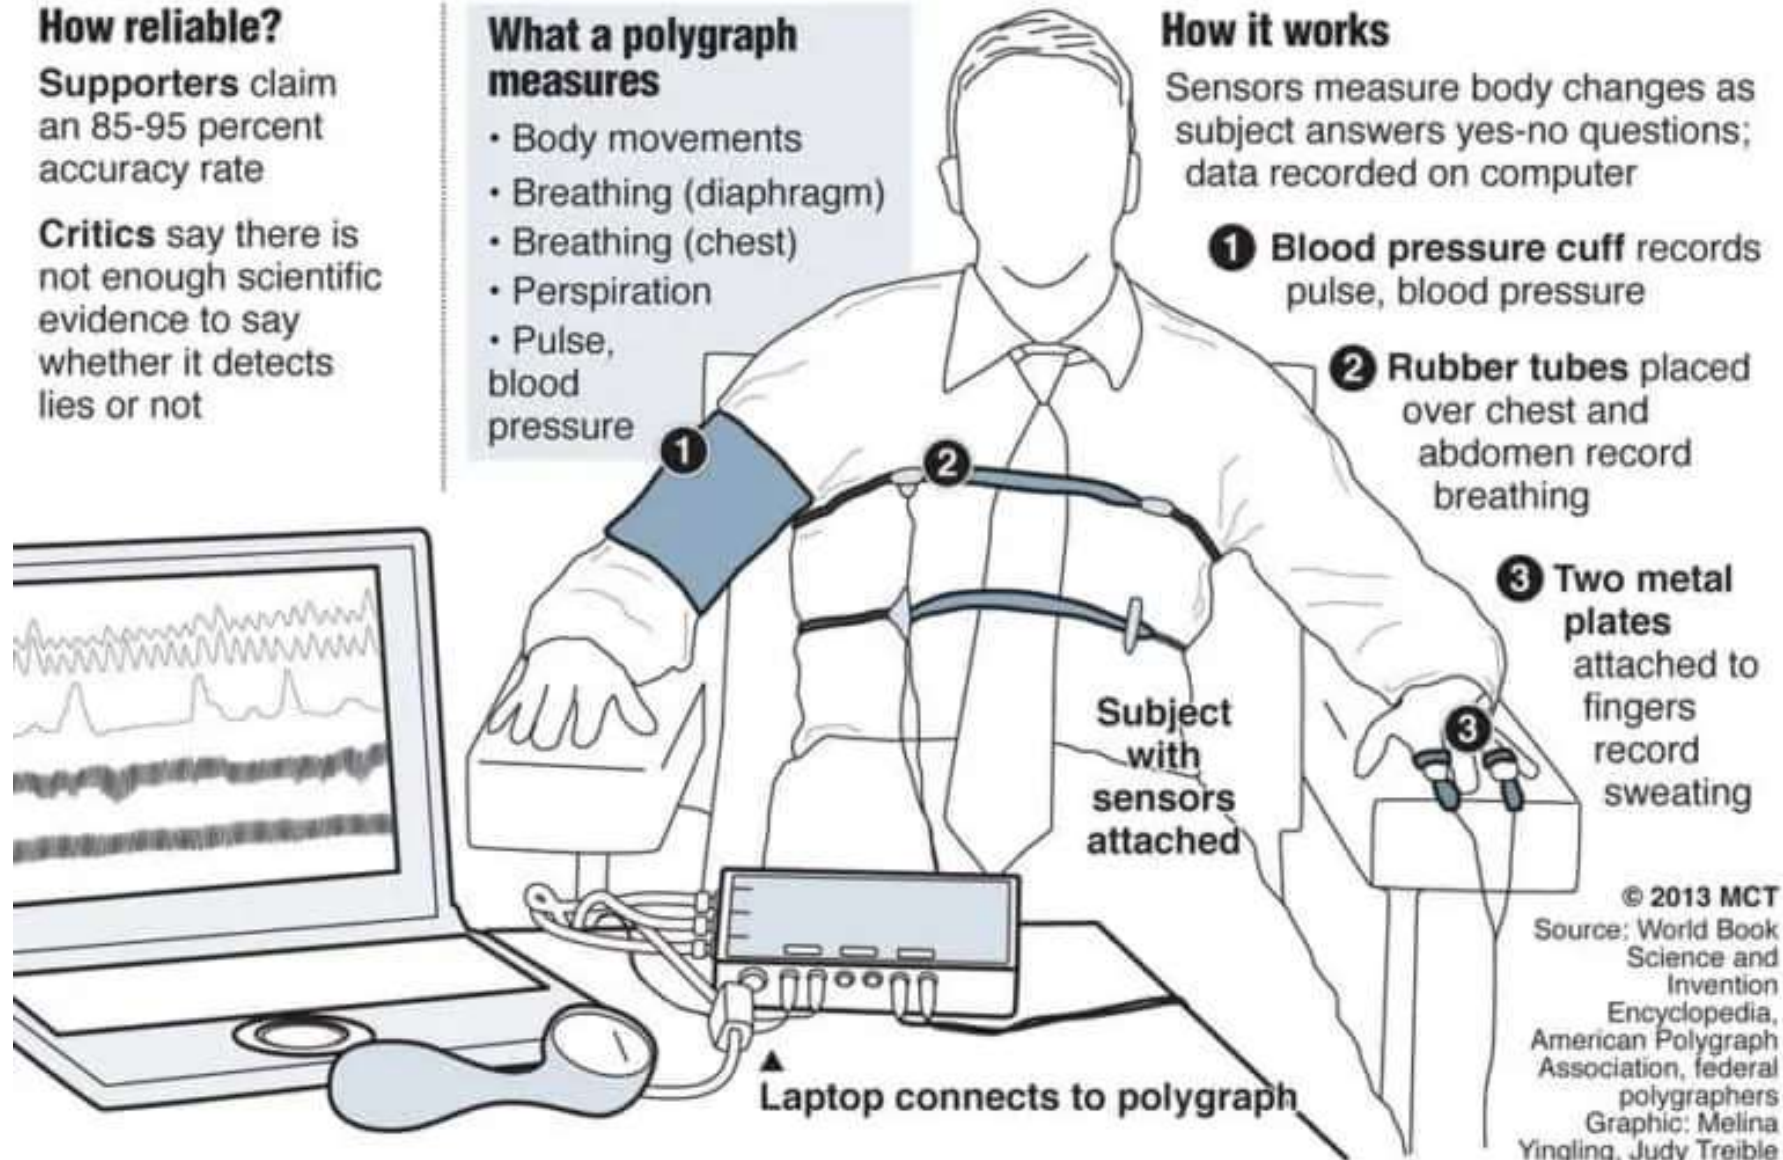 How reliable?
Supporters claim
an 85-95 percent
accuracy rate
Critics say there is
not enough scientific
evidence to say
whether it detects
lies or not
What a polygraph
measures
• Body movements
• Breathing (diaphragm)
• Breathing (chest)
• Perspiration
• Pulse,
blood
pressure
How it works
Sensors measure body changes as
subject answers yes-no questions;
data recorded on computer
1 Blood pressure cuff records
pulse, blood pressure
2 Rubber tubes placed
over chest and
abdomen record
breathing
3 Two metal
plates
attached to
fingers
record
sweating
1
2
3
Subject
with
sensors
attached
Laptop connects to polygraph
© 2013 MCT
Source: World Book
Science and
Invention
Encyclopedia,
American Polygraph
Association, federal
polygraphers
Graphic: Melina
Yingling, Judy Treible